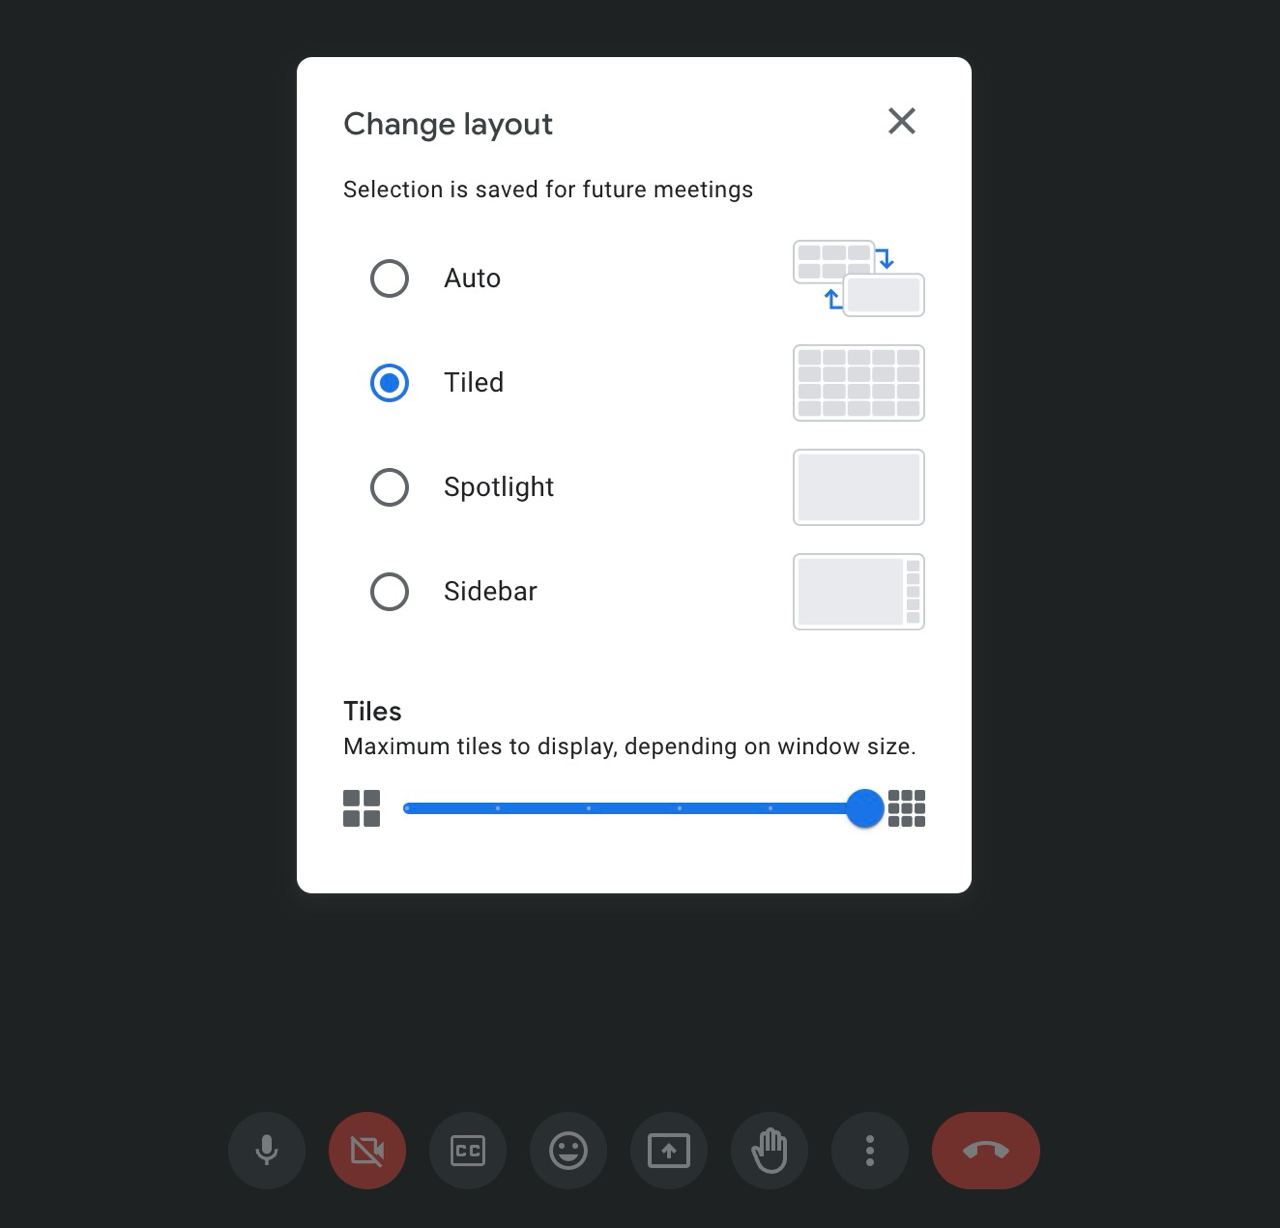 Change layout
Selection is saved for future meetings
Auto
Tiled
Spotlight
Sidebar
Tiles
Maximum tiles to display, depending on window size.
CC